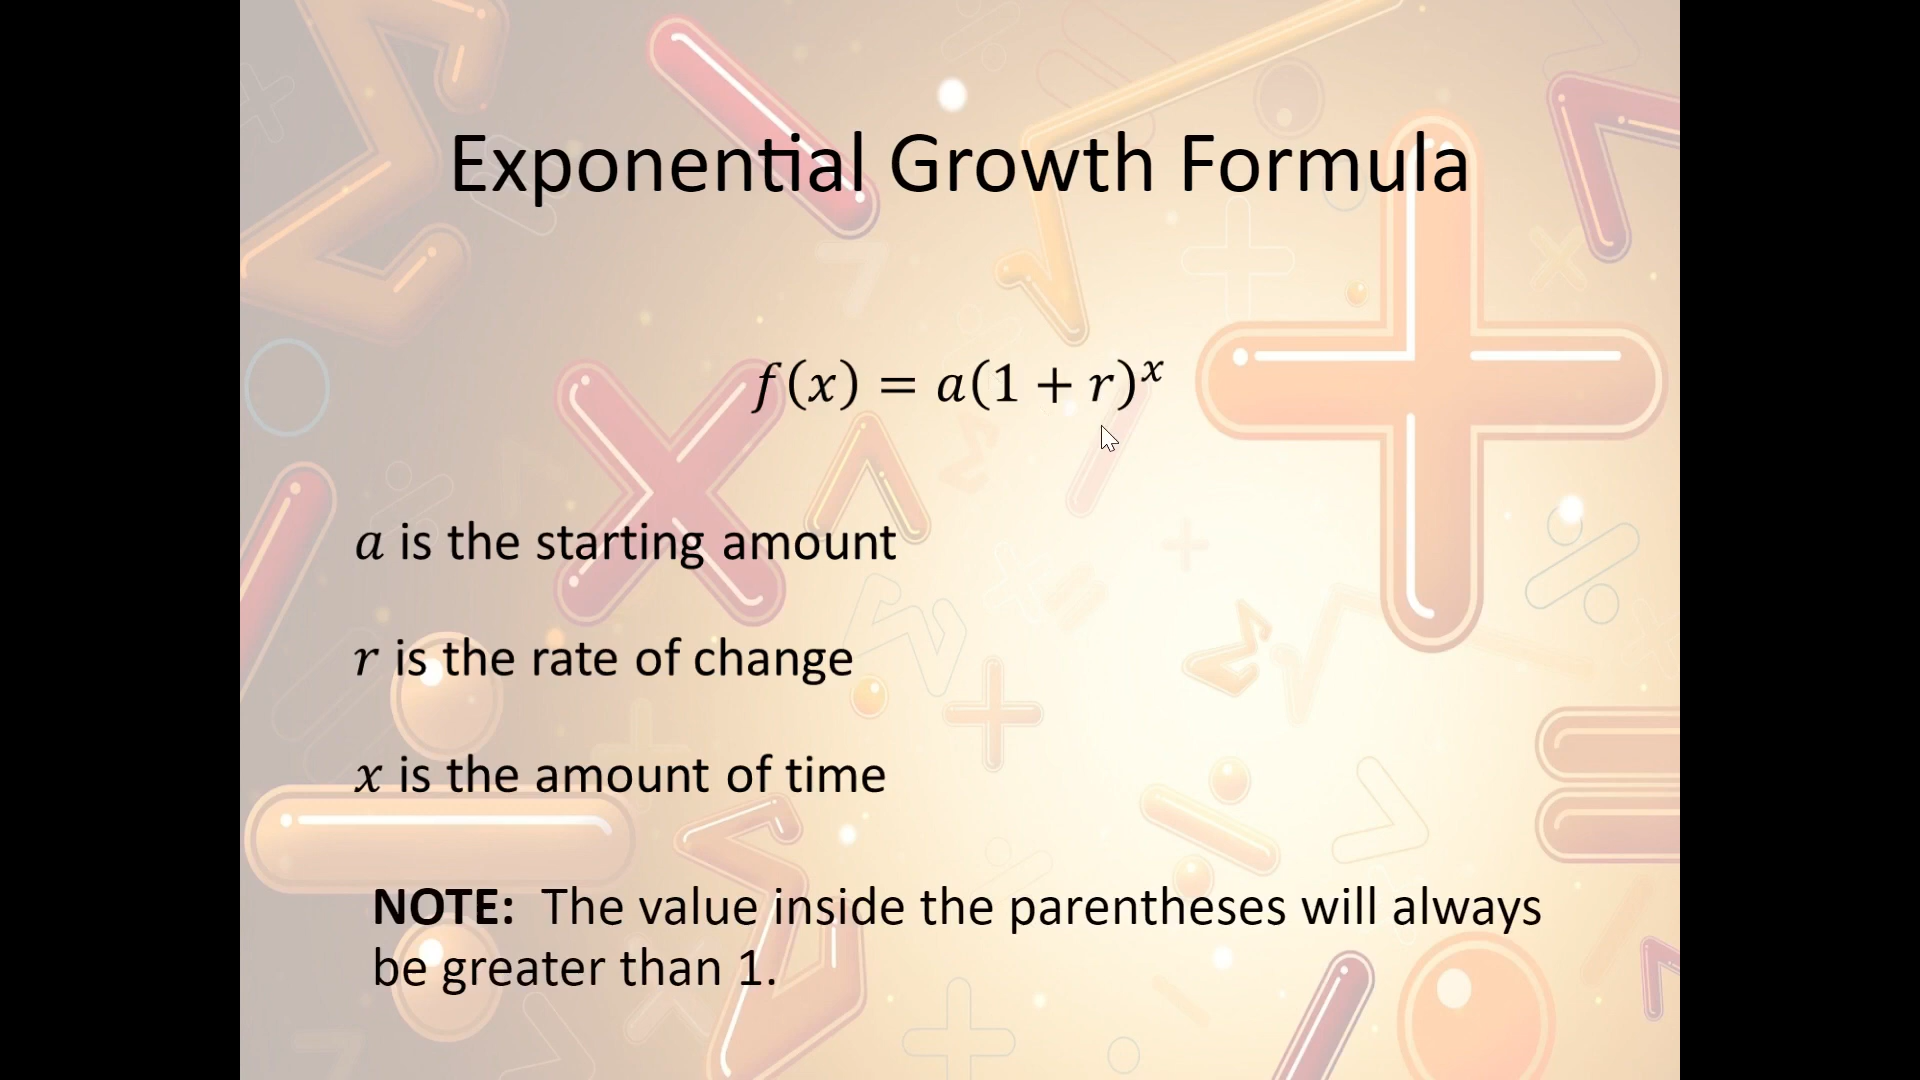 Exponential Growth Formula
f(x) = a(1 + r)ˣ
a is the starting amount
r is the rate of change
x is the amount of time
NOTE:  The value inside the parentheses will always
be greater than 1.